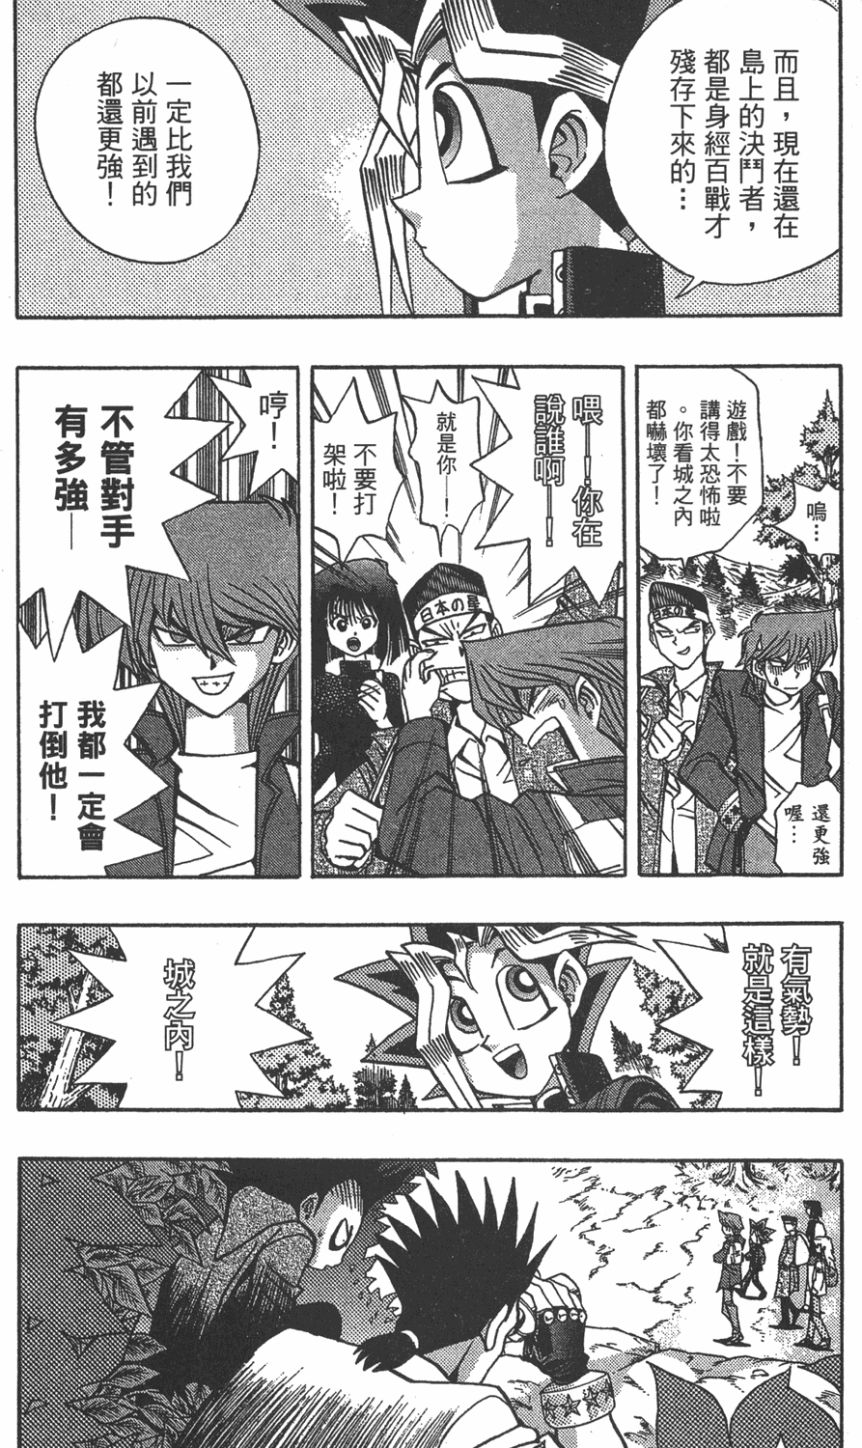 而且，現在還在
島上的決鬥者，
都是身經百戰才
殘存下來的…
一定比我們
以前遇到的
都還更強！
遊戲！不要
講得太恐怖啦
。你看城之內
都嚇壞了！
嗚…
還更強
喔…
日本の星
喂——！你在
說誰啊——！
就是你——！
不要打
架啦！
日本の星
哼！
不管對手
有多強——
我都一定會
打倒他！
有氣勢！
就是這樣！
城之內！